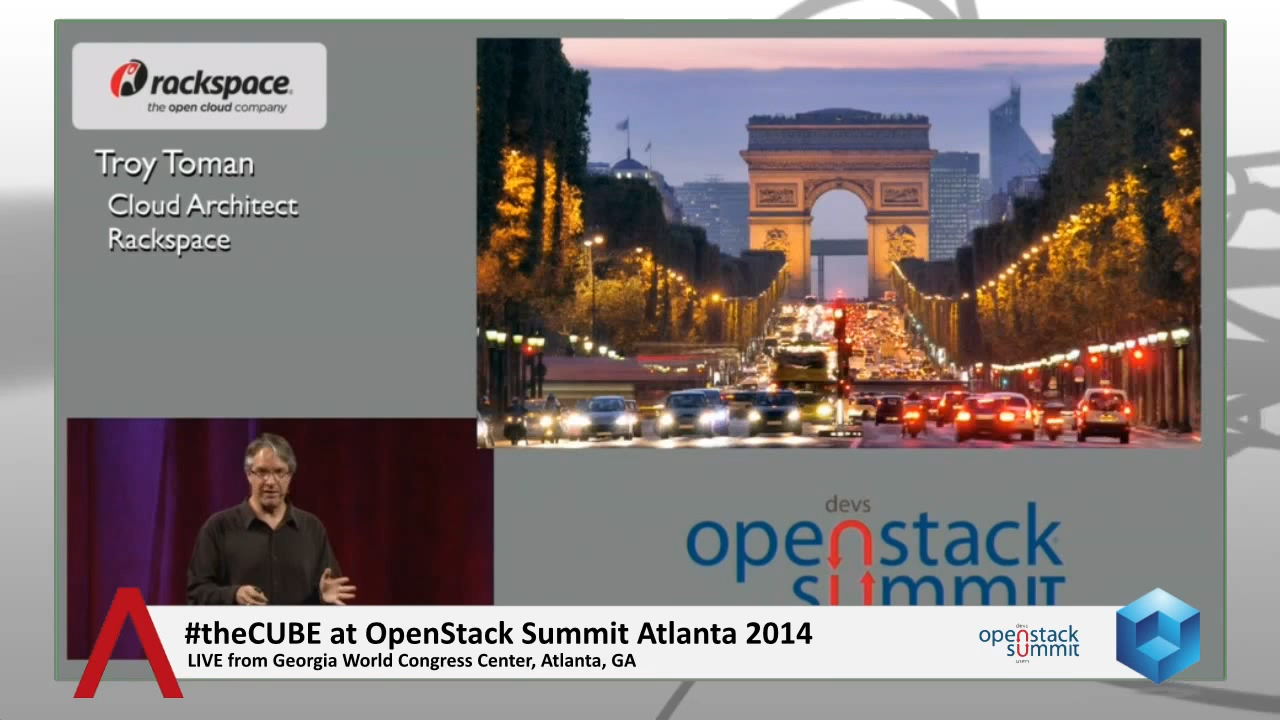 rackspace.
the open cloud company
Troy Toman
Cloud Architect
Rackspace
devs
openstack
summit
#theCUBE at OpenStack Summit Atlanta 2014
LIVE from Georgia World Congress Center, Atlanta, GA
devs
openstack
summit